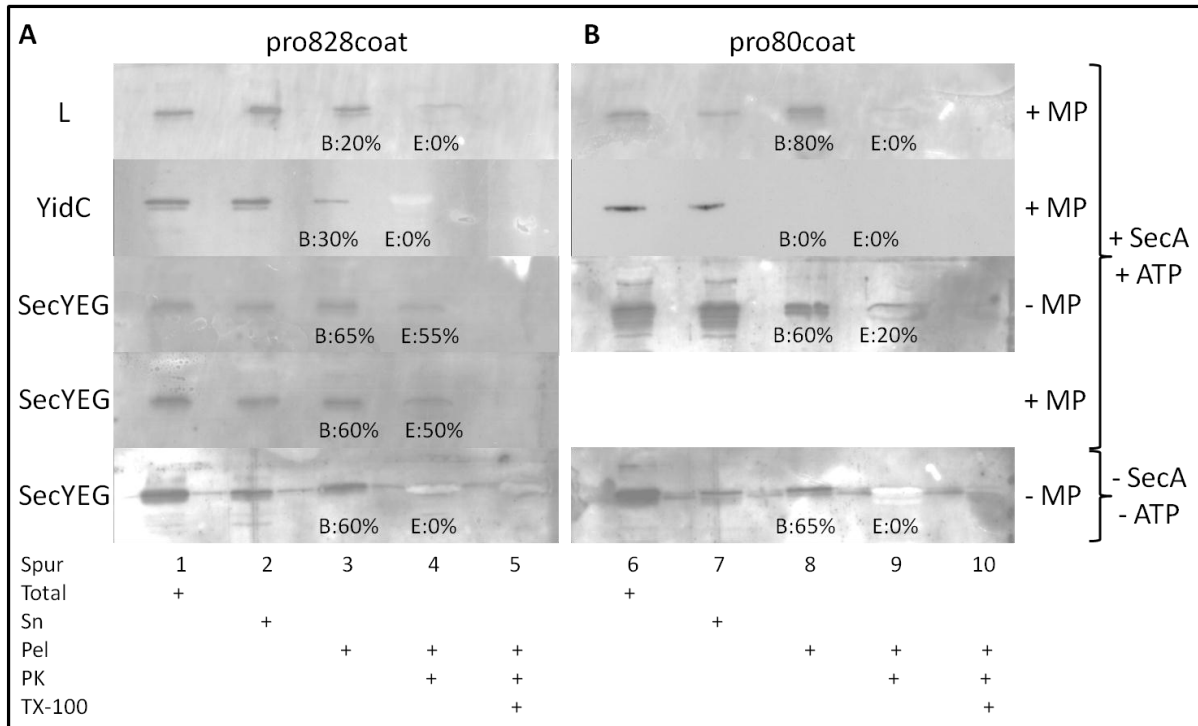 A pro828coat B pro80coat
L B:20% E:0% B:80% E:0% + MP
YidC B:30% E:0% B:0% E:0% + MP
+ SecA
+ ATP
SecYEG B:65% E:55% B:60% E:20% - MP
SecYEG B:60% E:50% + MP
SecYEG B:60% E:0% B:65% E:0% - MP
- SecA
- ATP
Spur 1 2 3 4 5 6 7 8 9 10
Total + +
Sn + +
Pel + + + + + +
PK + + + +
TX-100 + +